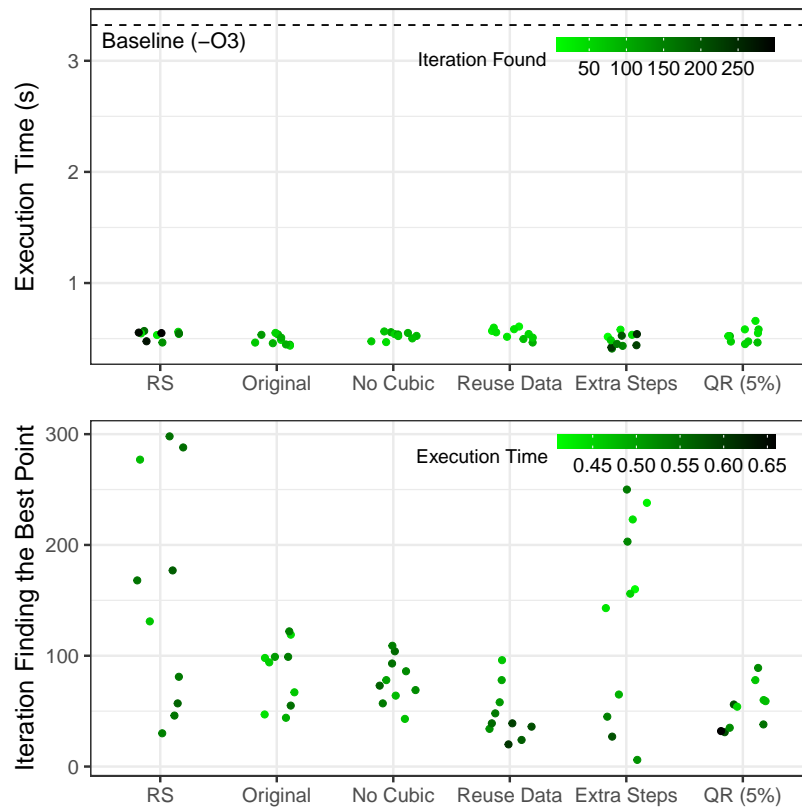 Baseline (−O3)
Iteration Found
50 100 150 200 250
Execution Time (s)
3
2
1
RS Original No Cubic Reuse Data Extra Steps QR (5%)
Execution Time
0.45 0.50 0.55 0.60 0.65
Iteration Finding the Best Point
300
200
100
0
RS Original No Cubic Reuse Data Extra Steps QR (5%)